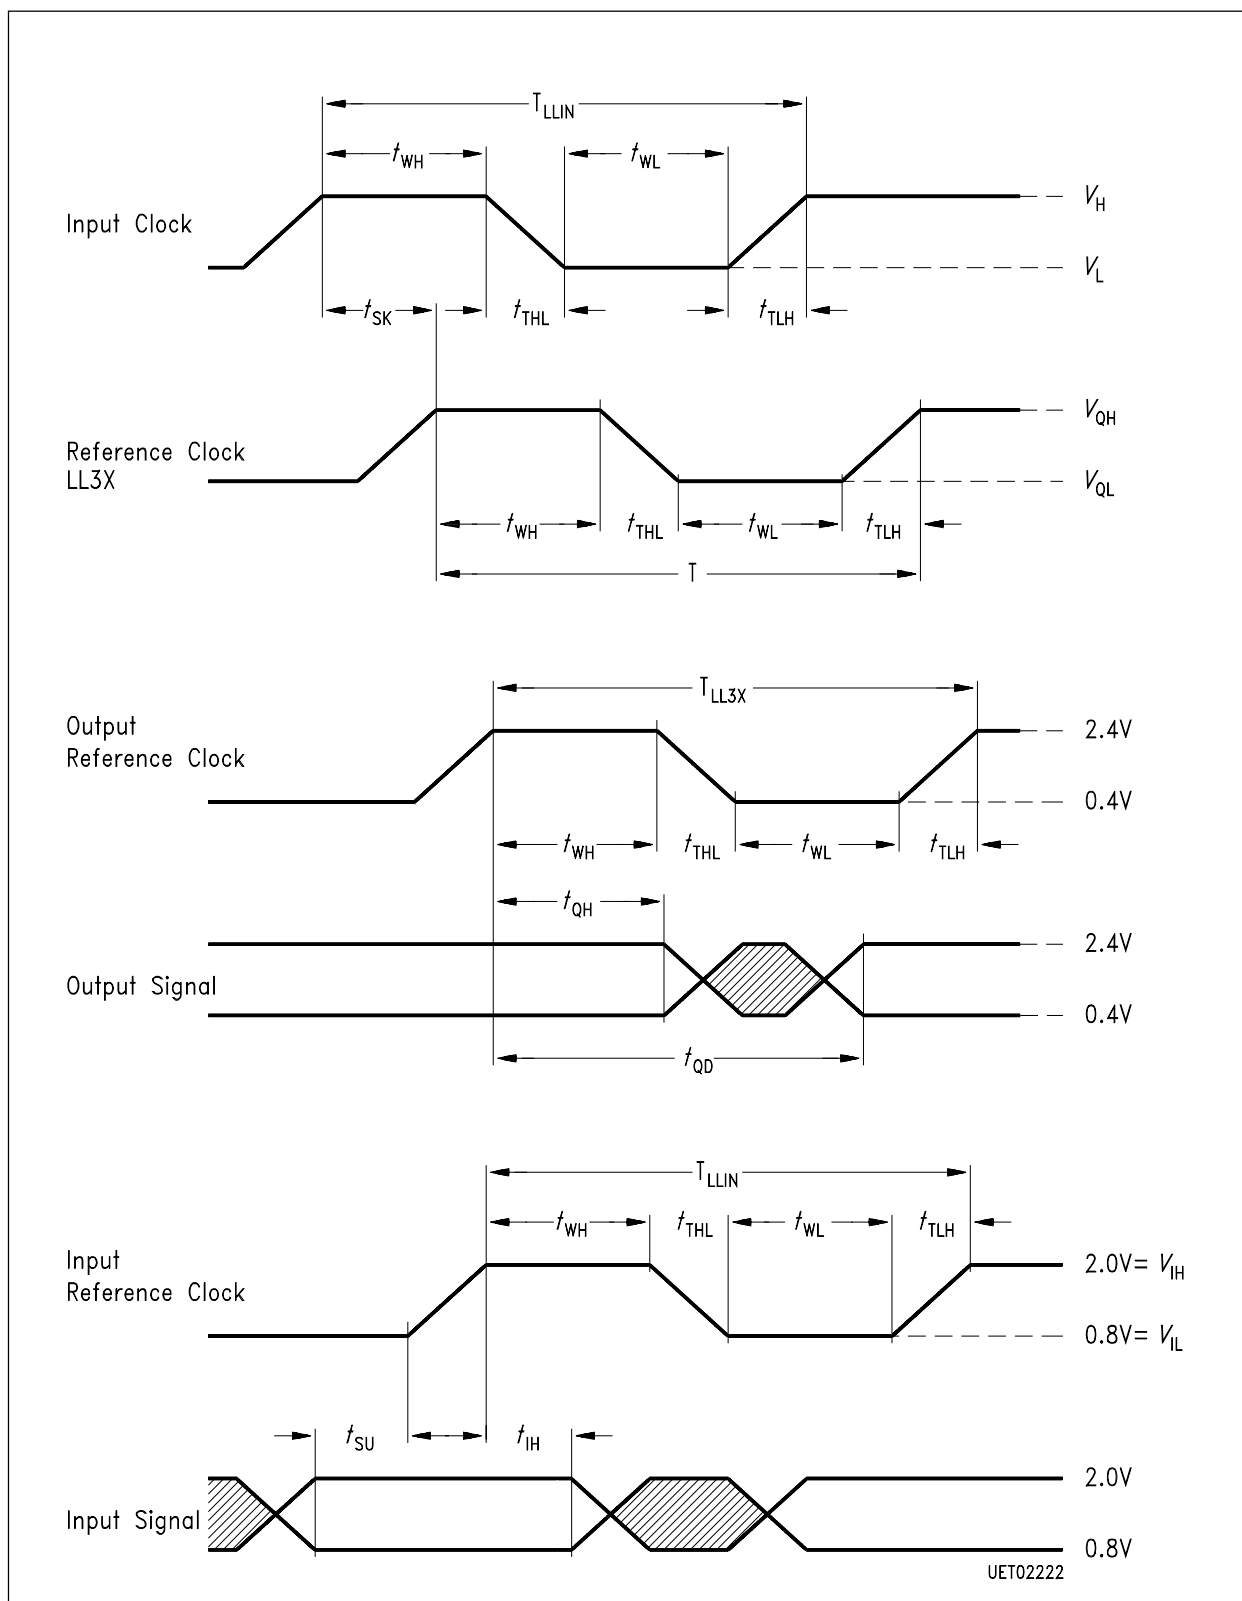 T_LLIN
t_WH t_WL
V_H
Input Clock
V_L
t_SK t_THL t_TLH
V_QH
Reference Clock
LL3X
V_QL
t_WH t_THL t_WL t_TLH
T
T_LL3X
Output
Reference Clock
2.4V
0.4V
t_WH t_THL t_WL t_TLH
t_QH
2.4V
Output Signal
0.4V
t_QD
T_LLIN
t_WH t_THL t_WL t_TLH
Input
Reference Clock
2.0V= V_IH
0.8V= V_IL
t_SU t_IH
2.0V
Input Signal
0.8V
UET02222